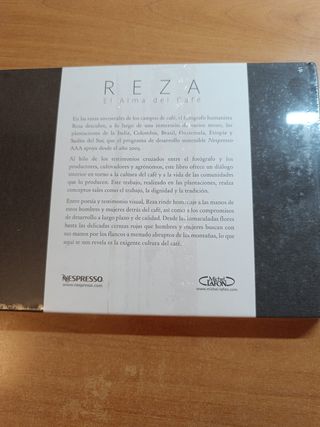 REZA
El Alma del Café
En las rutas ancestrales de los campos de café, el fotógrafo humanista
Reza descubre, a lo largo de una inmersión de varios meses, las
plantaciones de la India, Colombia, Brasil, Guatemala, Etiopía y
Sudán del Sur, que el programa de desarrollo sostenible Nespresso
AAA apoya desde el año 2003.
Al hilo de los testimonios cruzados entre el fotógrafo y los
productores, cultivadores y agrónomos, este libro ofrece un diálogo
interior en torno a la cultura del café y a la vida de las comunidades
que lo producen. Este trabajo, realizado en las plantaciones, realza
conceptos tales como el trabajo, la dignidad y la tradición.
Entre poesía y testimonio visual, Reza rinde homenaje a las manos de
estos hombres y mujeres detrás del café, así como a los compromisos
de desarrollo a largo plazo y de calidad. Desde las inmaculadas flores
hasta las delicadas cerezas rojas que hombres y mujeres buscan con
sus manos por los flancos a menudo abruptos de las montañas, lo que
aquí se nos revela es la exigente cultura del café.
NESPRESSO
www.nespresso.com
Michel
LAFON
www.michel-lafon.com